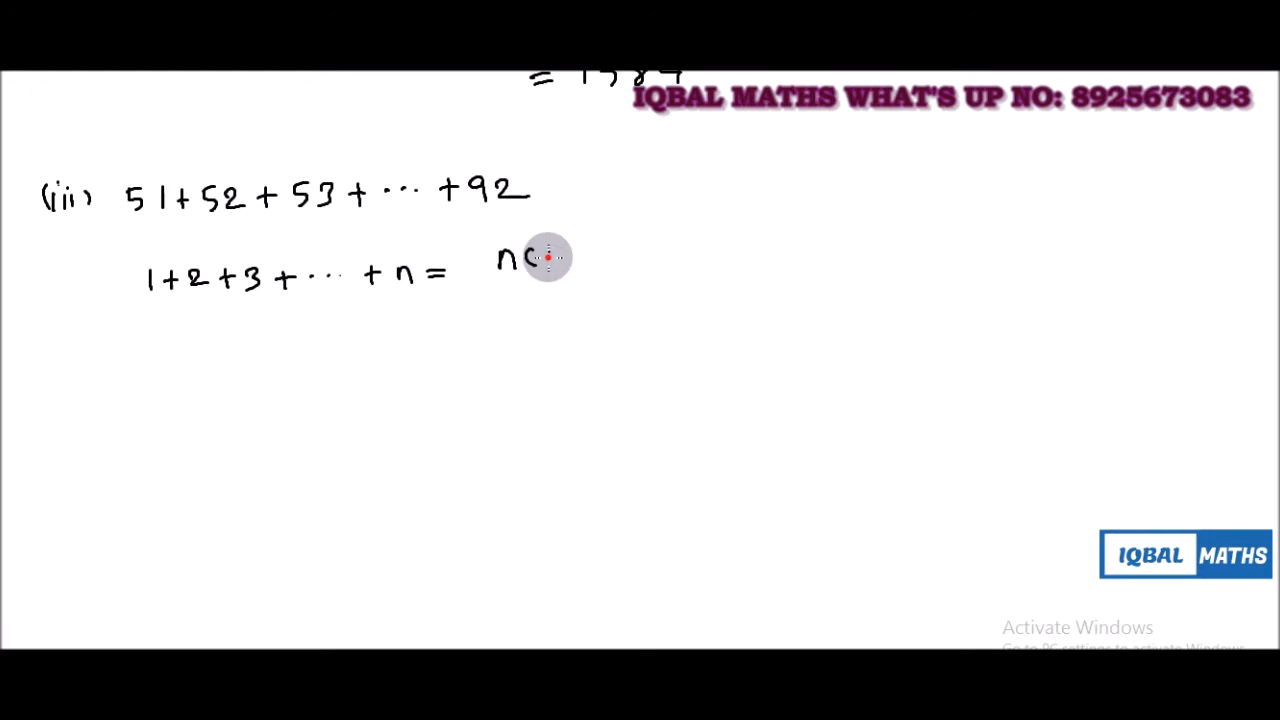 IQBAL MATHS WHAT'S UP NO: 8925673083
(iii) 51+52+53+...+92
1+2+3+...+n= n(
IQBAL MATHS
Activate Windows